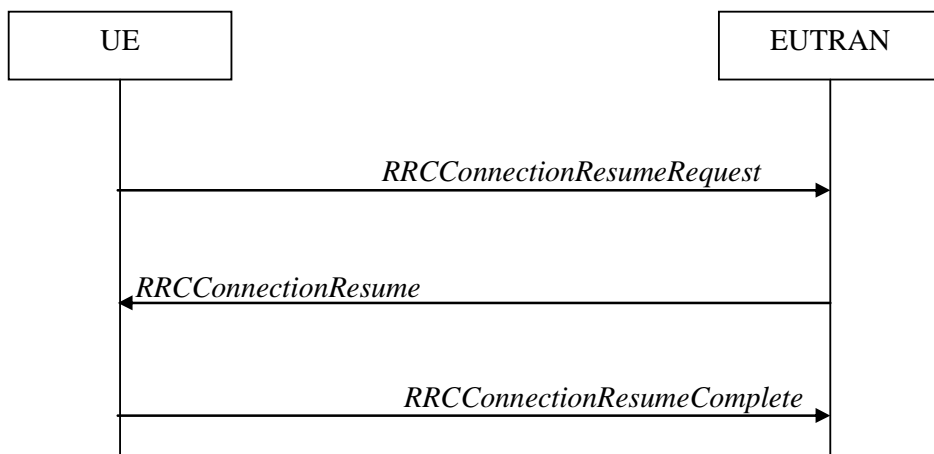 UE
EUTRAN
RRCConnectionResumeRequest
RRCConnectionResume
RRCConnectionResumeComplete